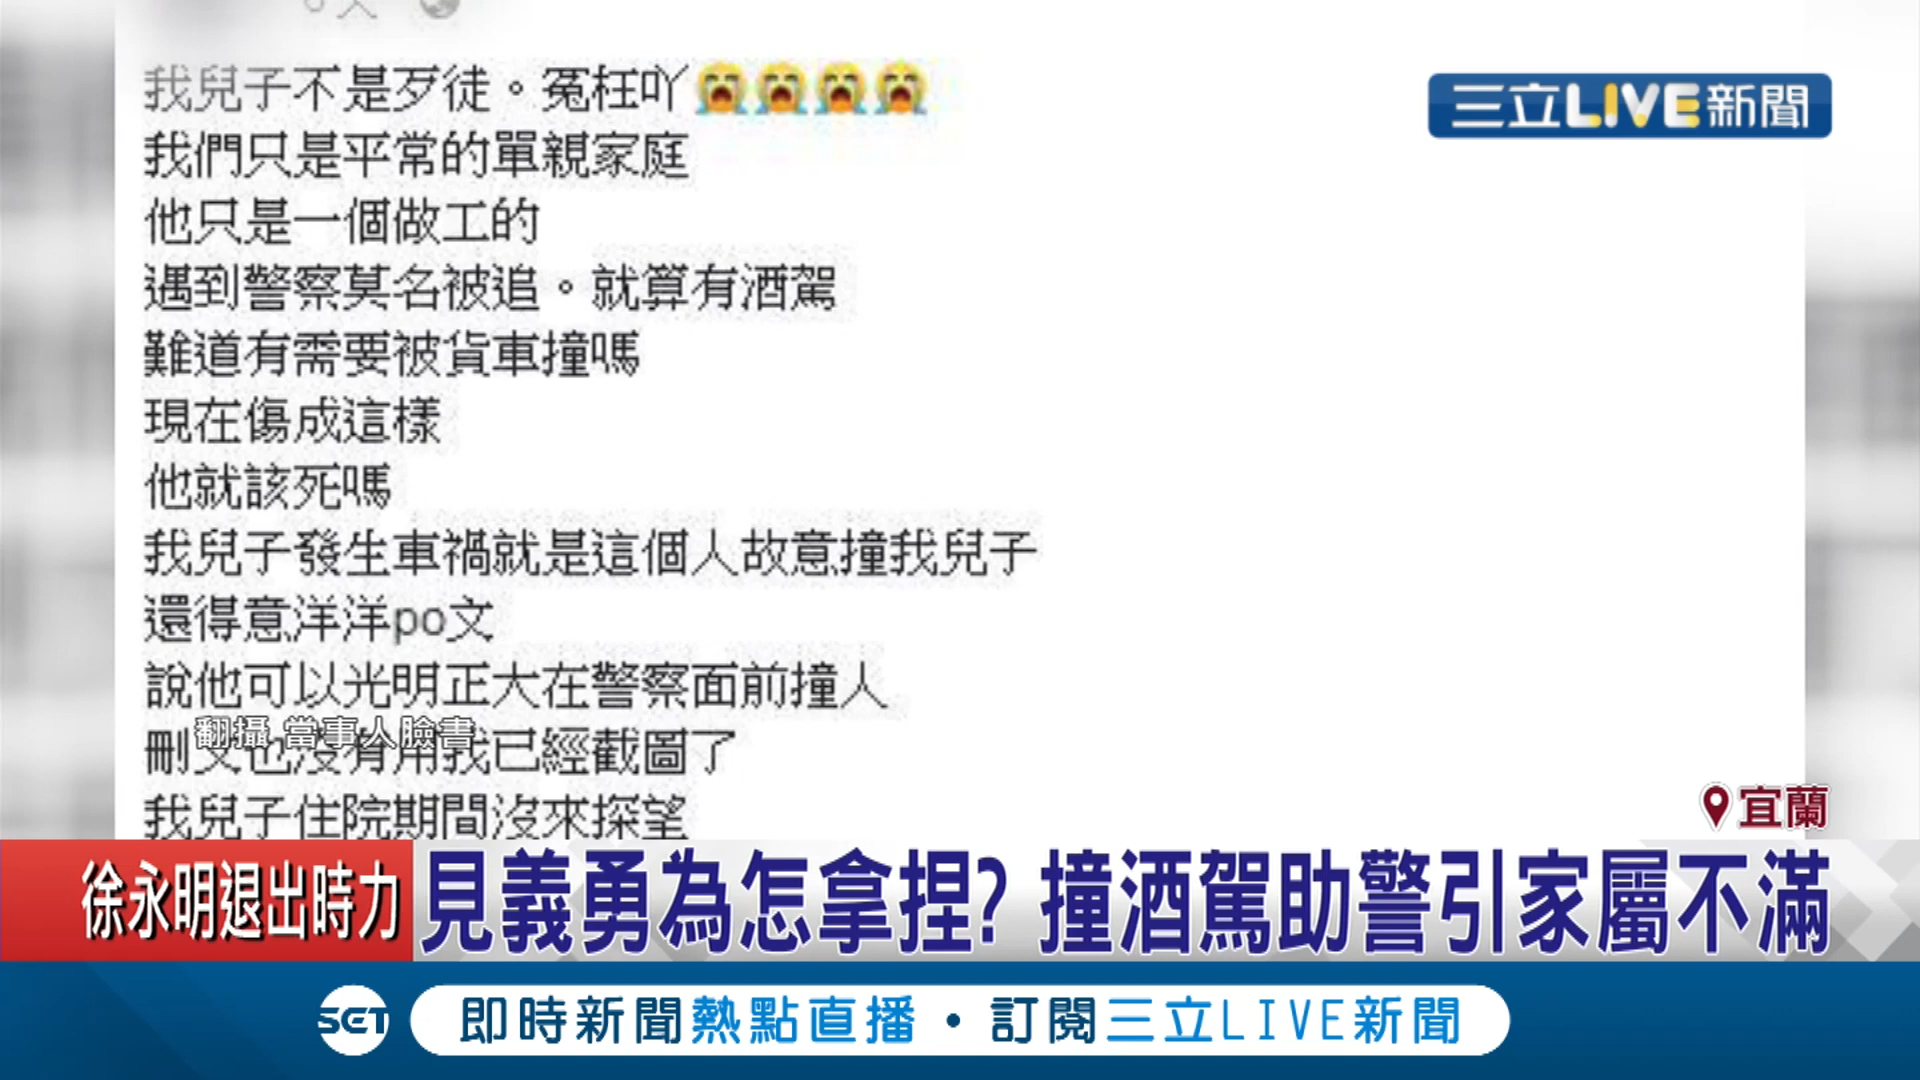 我兒子不是歹徒。冤枉吖😭😭😭😭
三立LIVE新聞
我們只是平常的單親家庭
他只是一個做工的
遇到警察莫名被追。就算有酒駕
難道有需要被貨車撞嗎
現在傷成這樣
他就該死嗎
我兒子發生車禍就是這個人故意撞我兒子
還得意洋洋po文
說他可以光明正大在警察面前撞人
翻攝 當事人臉書
刪文也沒有用我已經截圖了
我兒子住院期間沒來探望
宜蘭
徐永明退出時力
見義勇為怎拿捏? 撞酒駕助警引家屬不滿
SET 即時新聞熱點直播・訂閱三立LIVE新聞